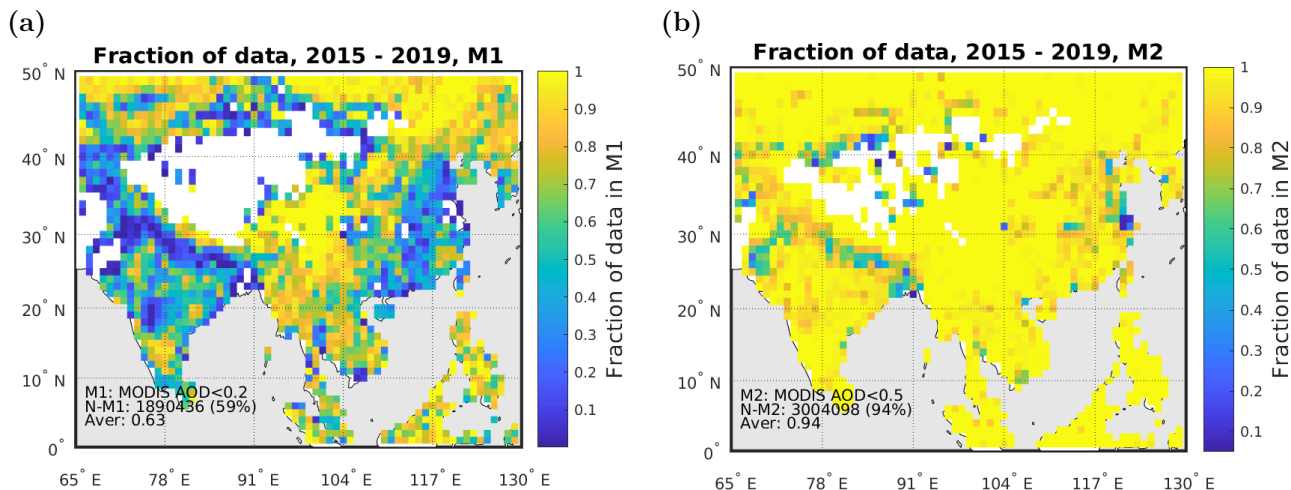 (a)
Fraction of data, 2015 - 2019, M1
50° N
40° N
30° N
20° N
10° N
0°
65° E
78° E
91° E
104° E
117° E
130° E
M1: MODIS AOD<0.2
N-M1: 1890436 (59%)
Aver: 0.63
1
0.9
0.8
0.7
0.6
0.5
0.4
0.3
0.2
0.1
Fraction of data in M1
(b)
Fraction of data, 2015 - 2019, M2
50° N
40° N
30° N
20° N
10° N
0°
65° E
78° E
91° E
104° E
117° E
130° E
M2: MODIS AOD<0.5
N-M2: 3004098 (94%)
Aver: 0.94
1
0.9
0.8
0.7
0.6
0.5
0.4
0.3
0.2
0.1
Fraction of data in M2